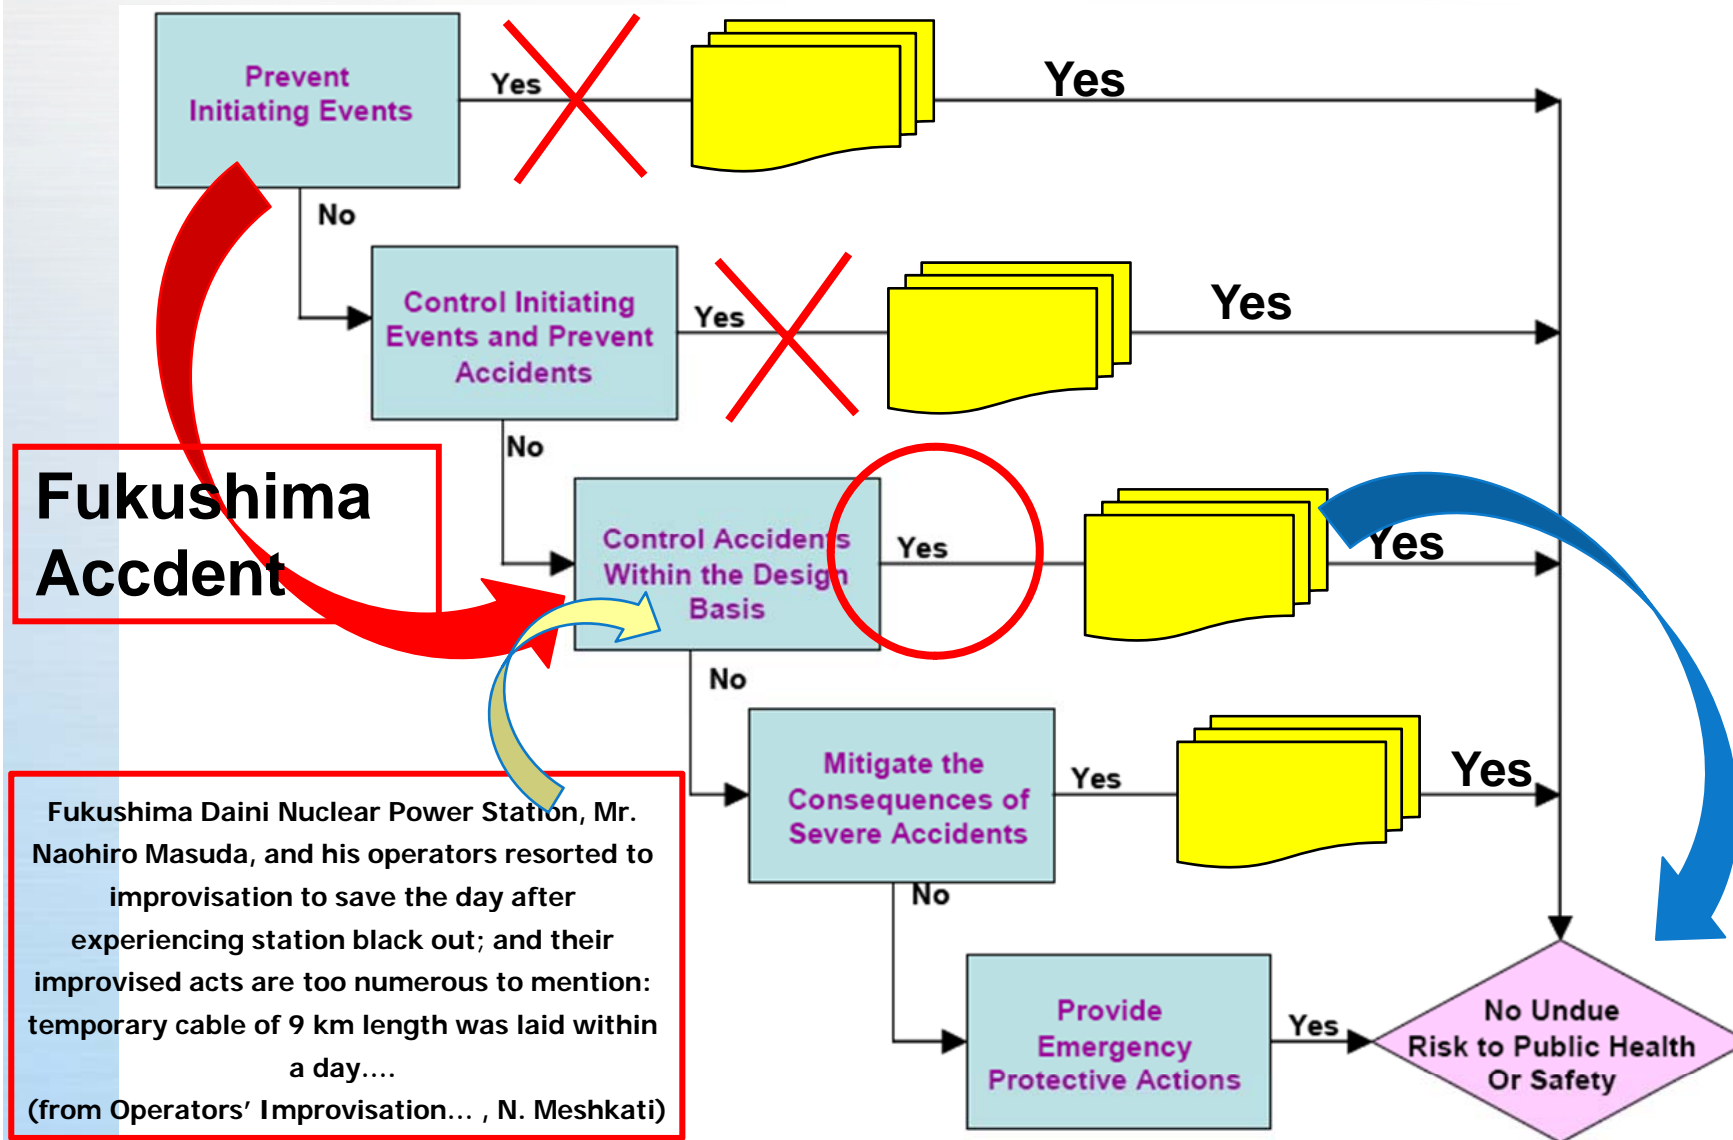 Prevent
Initiating Events
Yes
Yes
No
Control Initiating
Events and Prevent
Accidents
Yes
Yes
No
Fukushima
Accdent
Control Accidents
Within the Design
Basis
Yes
Yes
No
Mitigate the
Consequences of
Severe Accidents
Yes
Yes
No
Fukushima Daini Nuclear Power Station, Mr.
Naohiro Masuda, and his operators resorted to
improvisation to save the day after
experiencing station black out; and their
improvised acts are too numerous to mention:
temporary cable of 9 km length was laid within
a day....
(from Operators' Improvisation... , N. Meshkati)
Provide
Emergency
Protective Actions
Yes
No Undue
Risk to Public Health
Or Safety